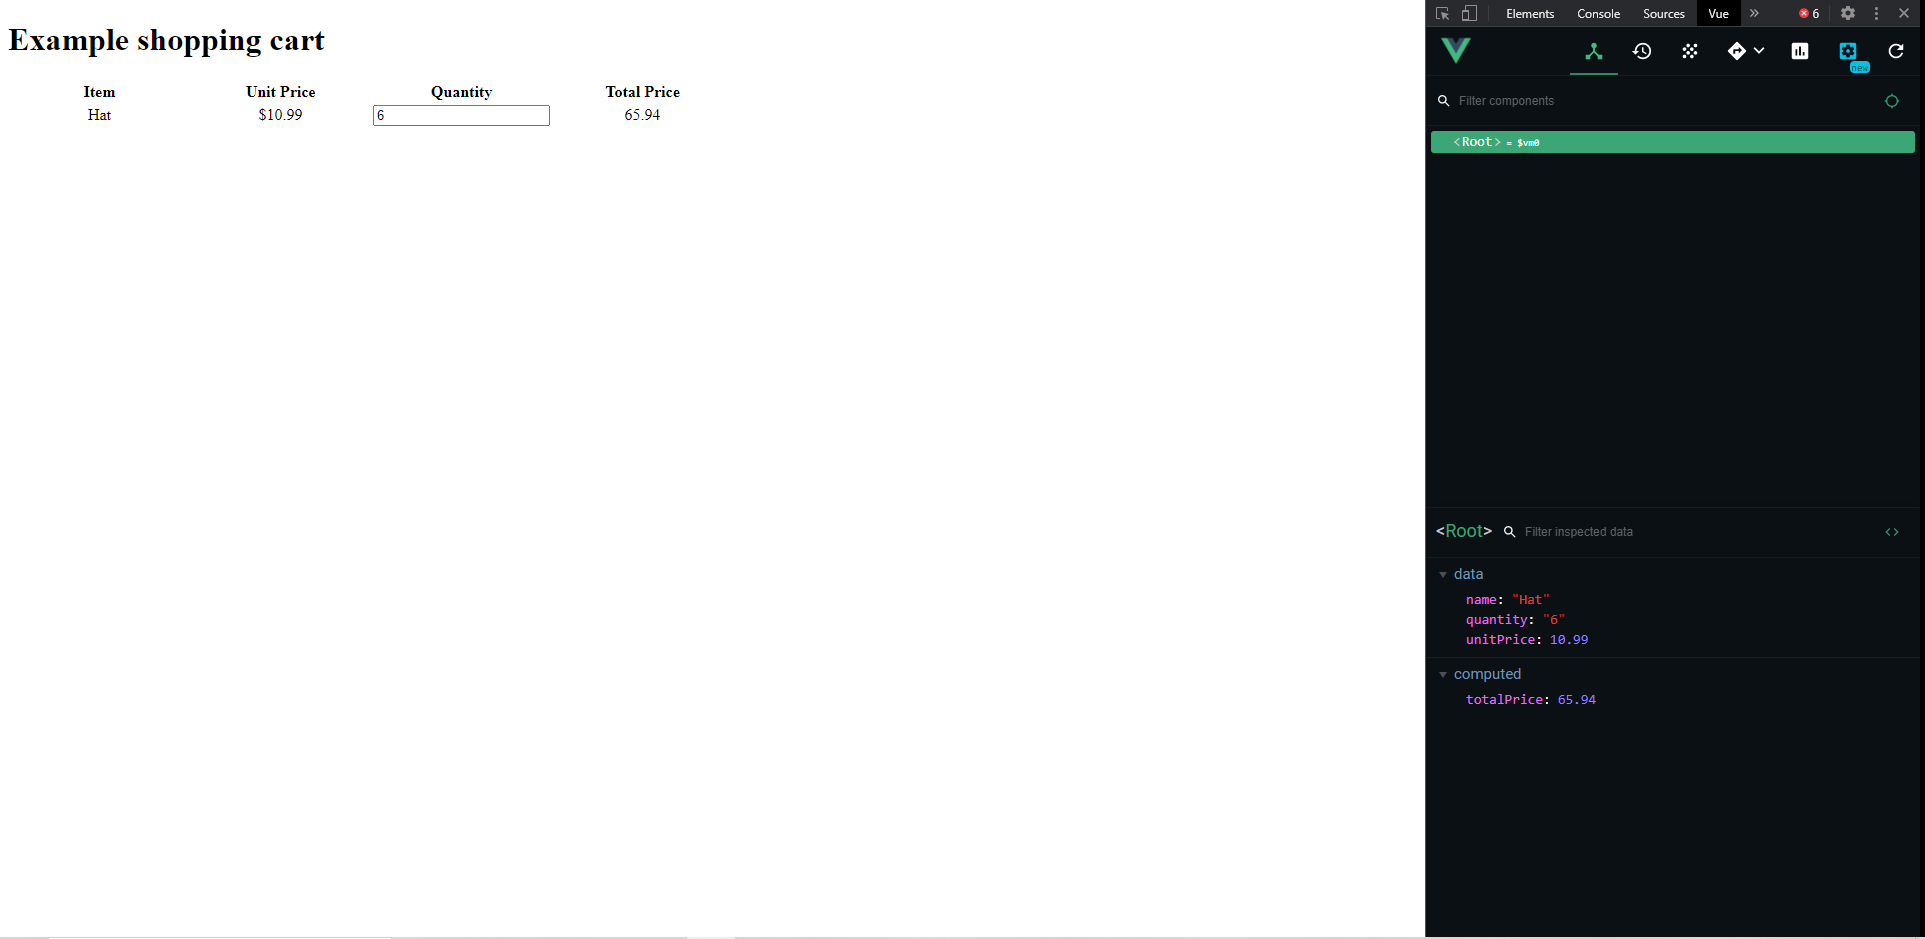 Example shopping cart
Item Unit Price Quantity Total Price
Hat $10.99 6 65.94
Elements Console Sources Vue » 6
new
Filter components
<Root> = $vm0
<Root> Filter inspected data
data
name: "Hat"
quantity: "6"
unitPrice: 10.99
computed
totalPrice: 65.94